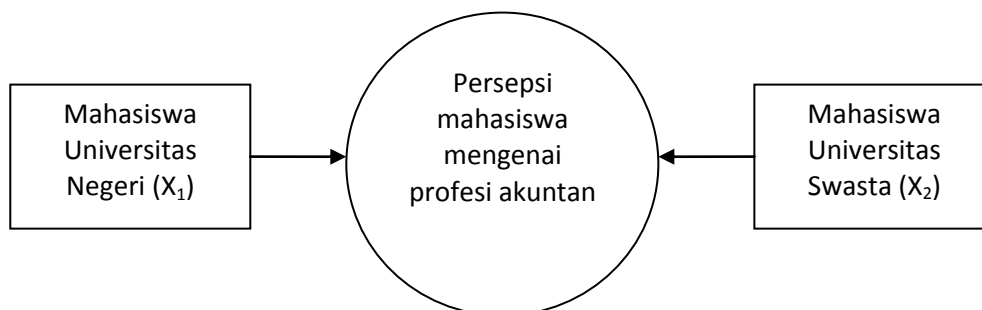 Mahasiswa
Universitas
Negeri (X₁)
Persepsi
mahasiswa
mengenai
profesi akuntan
Mahasiswa
Universitas
Swasta (X₂)